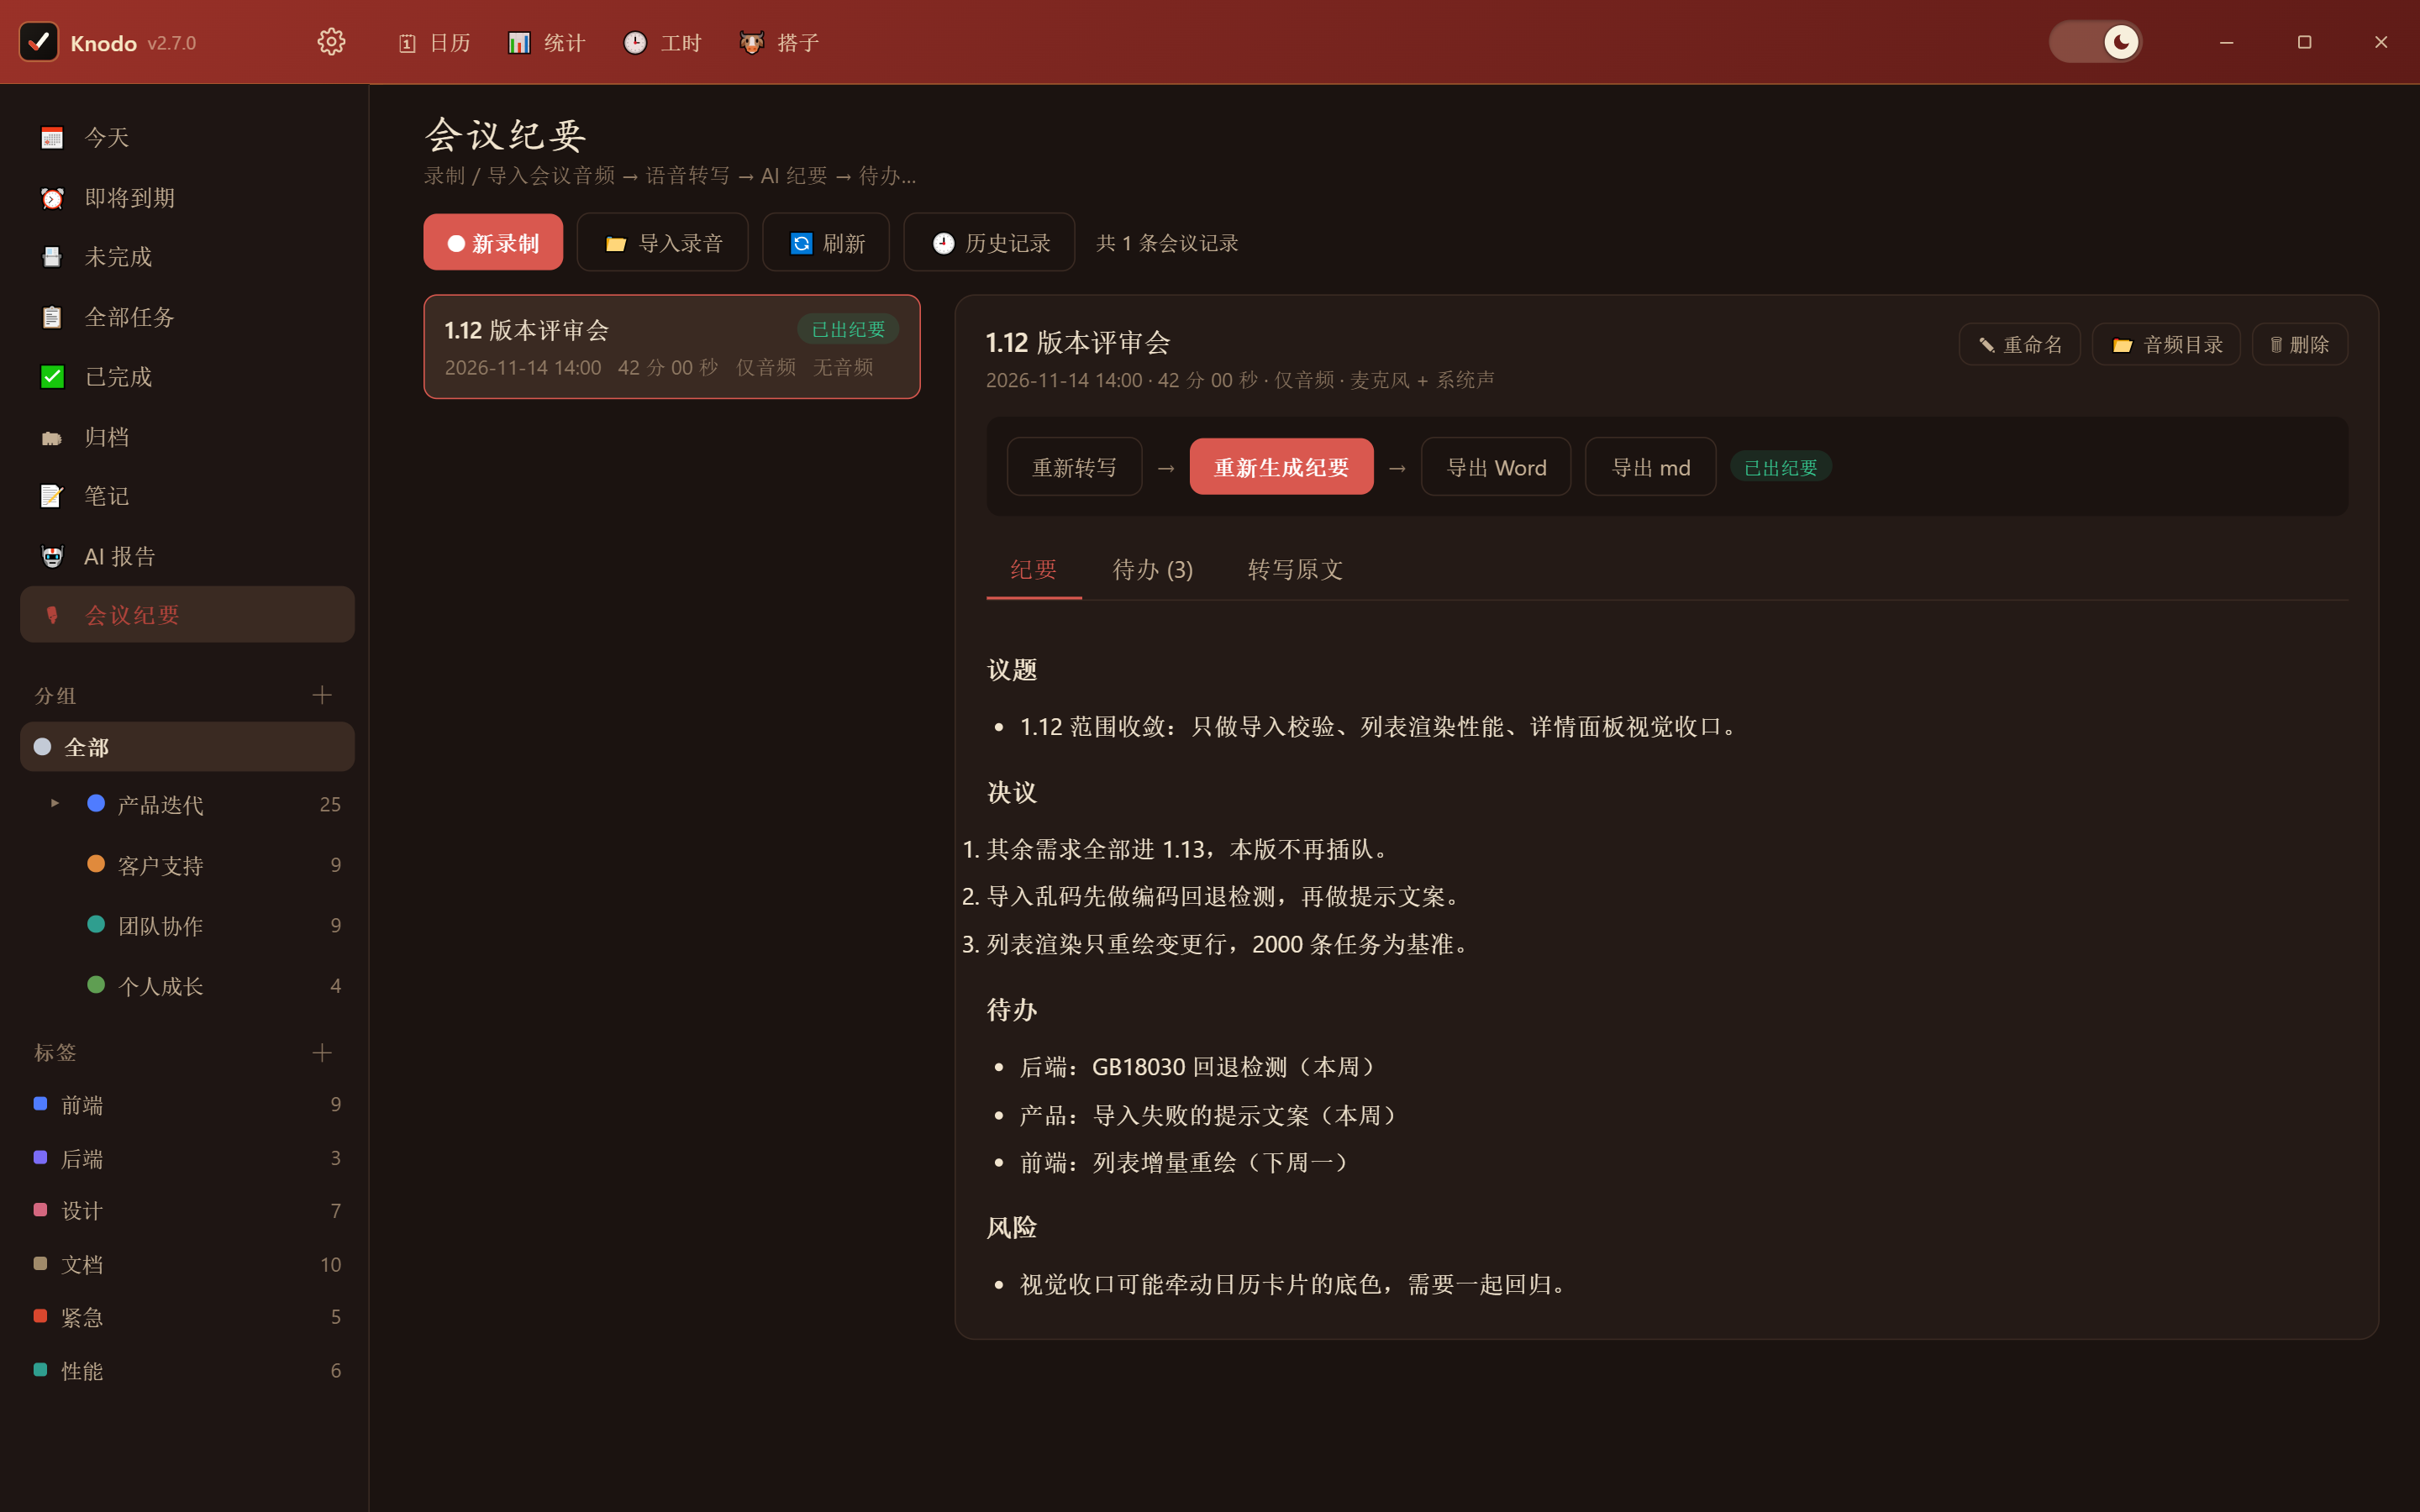 Knodo v2.7.0
日历 统计 工时 搭子
今天
即将到期
未完成
全部任务
已完成
归档
笔记
AI 报告
会议纪要
分组
全部
产品迭代 25
客户支持 9
团队协作 9
个人成长 4
标签
前端 9
后端 3
设计 7
文档 10
紧急 5
性能 6
会议纪要
录制 / 导入会议音频 → 语音转写 → AI 纪要 → 待办...
新录制 导入录音 刷新 历史记录 共 1 条会议记录
1.12 版本评审会 已出纪要
2026-11-14 14:00 42 分 00 秒 仅音频 无音频
1.12 版本评审会
重命名 音频目录 删除
2026-11-14 14:00 · 42 分 00 秒 · 仅音频 · 麦克风 + 系统声
重新转写 → 重新生成纪要 → 导出 Word 导出 md 已出纪要
纪要 待办 (3) 转写原文
议题
• 1.12 范围收敛：只做导入校验、列表渲染性能、详情面板视觉收口。
决议
1. 其余需求全部进 1.13，本版不再插队。
2. 导入乱码先做编码回退检测，再做提示文案。
3. 列表渲染只重绘变更行，2000 条任务为基准。
待办
• 后端：GB18030 回退检测（本周）
• 产品：导入失败的提示文案（本周）
• 前端：列表增量重绘（下周一）
风险
• 视觉收口可能牵动日历卡片的底色，需要一起回归。